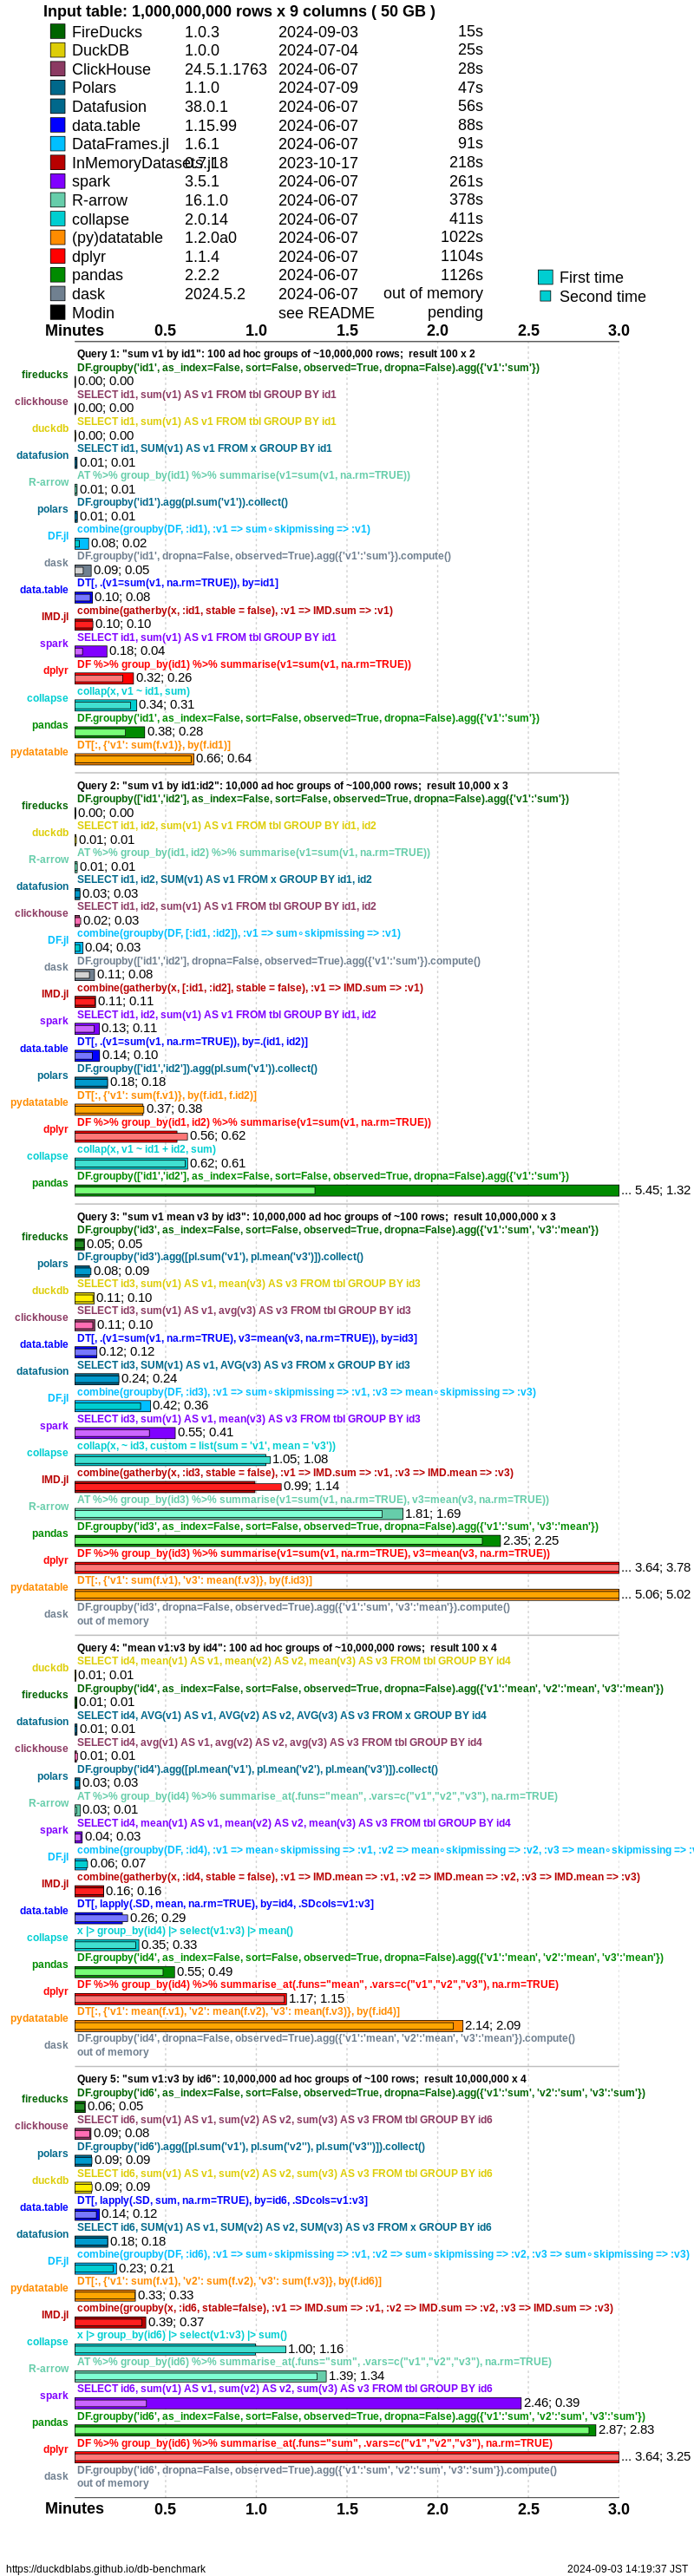 Input table: 1,000,000,000 rows x 9 columns ( 50 GB )
FireDucks 1.0.3 2024-09-03 15s
DuckDB 1.0.0 2024-07-04 25s
ClickHouse 24.5.1.1763 2024-06-07 28s
Polars 1.1.0 2024-07-09 47s
Datafusion 38.0.1 2024-06-07 56s
data.table 1.15.99 2024-06-07 88s
DataFrames.jl 1.6.1 2024-06-07 91s
InMemoryDatasets.jl 0.7.18 2023-10-17 218s
spark 3.5.1 2024-06-07 261s
R-arrow 16.1.0 2024-06-07 378s
collapse 2.0.14 2024-06-07 411s
(py)datatable 1.2.0a0 2024-06-07 1022s
dplyr 1.1.4 2024-06-07 1104s
pandas 2.2.2 2024-06-07 1126s
First time
dask 2024.5.2 2024-06-07 out of memory
Second time
Modin see README pending
Minutes 0.5 1.0 1.5 2.0 2.5 3.0
Query 1: "sum v1 by id1": 100 ad hoc groups of ~10,000,000 rows;  result 100 x 2
DF.groupby('id1', as_index=False, sort=False, observed=True, dropna=False).agg({'v1':'sum'})
fireducks 0.00; 0.00
SELECT id1, sum(v1) AS v1 FROM tbl GROUP BY id1
clickhouse 0.00; 0.00
SELECT id1, sum(v1) AS v1 FROM tbl GROUP BY id1
duckdb 0.00; 0.00
SELECT id1, SUM(v1) AS v1 FROM x GROUP BY id1
datafusion 0.01; 0.01
AT %>% group_by(id1) %>% summarise(v1=sum(v1, na.rm=TRUE))
R-arrow 0.01; 0.01
DF.groupby('id1').agg(pl.sum('v1')).collect()
polars 0.01; 0.01
combine(groupby(DF, :id1), :v1 => sum∘skipmissing => :v1)
DF.jl 0.08; 0.02
DF.groupby('id1', dropna=False, observed=True).agg({'v1':'sum'}).compute()
dask 0.09; 0.05
DT[, .(v1=sum(v1, na.rm=TRUE)), by=id1]
data.table 0.10; 0.08
combine(gatherby(x, :id1, stable = false), :v1 => IMD.sum => :v1)
IMD.jl 0.10; 0.10
SELECT id1, sum(v1) AS v1 FROM tbl GROUP BY id1
spark 0.18; 0.04
DF %>% group_by(id1) %>% summarise(v1=sum(v1, na.rm=TRUE))
dplyr 0.32; 0.26
collap(x, v1 ~ id1, sum)
collapse 0.34; 0.31
DF.groupby('id1', as_index=False, sort=False, observed=True, dropna=False).agg({'v1':'sum'})
pandas 0.38; 0.28
DT[:, {'v1': sum(f.v1)}, by(f.id1)]
pydatatable 0.66; 0.64
Query 2: "sum v1 by id1:id2": 10,000 ad hoc groups of ~100,000 rows;  result 10,000 x 3
DF.groupby(['id1','id2'], as_index=False, sort=False, observed=True, dropna=False).agg({'v1':'sum'})
fireducks 0.00; 0.00
SELECT id1, id2, sum(v1) AS v1 FROM tbl GROUP BY id1, id2
duckdb 0.01; 0.01
AT %>% group_by(id1, id2) %>% summarise(v1=sum(v1, na.rm=TRUE))
R-arrow 0.01; 0.01
SELECT id1, id2, SUM(v1) AS v1 FROM x GROUP BY id1, id2
datafusion 0.03; 0.03
SELECT id1, id2, sum(v1) AS v1 FROM tbl GROUP BY id1, id2
clickhouse 0.02; 0.03
combine(groupby(DF, [:id1, :id2]), :v1 => sum∘skipmissing => :v1)
DF.jl 0.04; 0.03
DF.groupby(['id1','id2'], dropna=False, observed=True).agg({'v1':'sum'}).compute()
dask 0.11; 0.08
combine(gatherby(x, [:id1, :id2], stable = false), :v1 => IMD.sum => :v1)
IMD.jl 0.11; 0.11
SELECT id1, id2, sum(v1) AS v1 FROM tbl GROUP BY id1, id2
spark 0.13; 0.11
DT[, .(v1=sum(v1, na.rm=TRUE)), by=.(id1, id2)]
data.table 0.14; 0.10
DF.groupby(['id1','id2']).agg(pl.sum('v1')).collect()
polars 0.18; 0.18
DT[:, {'v1': sum(f.v1)}, by(f.id1, f.id2)]
pydatatable 0.37; 0.38
DF %>% group_by(id1, id2) %>% summarise(v1=sum(v1, na.rm=TRUE))
dplyr 0.56; 0.62
collap(x, v1 ~ id1 + id2, sum)
collapse 0.62; 0.61
DF.groupby(['id1','id2'], as_index=False, sort=False, observed=True, dropna=False).agg({'v1':'sum'})
pandas ... 5.45; 1.32
Query 3: "sum v1 mean v3 by id3": 10,000,000 ad hoc groups of ~100 rows;  result 10,000,000 x 3
DF.groupby('id3', as_index=False, sort=False, observed=True, dropna=False).agg({'v1':'sum', 'v3':'mean'})
fireducks 0.05; 0.05
DF.groupby('id3').agg([pl.sum('v1'), pl.mean('v3')]).collect()
polars 0.08; 0.09
SELECT id3, sum(v1) AS v1, mean(v3) AS v3 FROM tbl GROUP BY id3
duckdb 0.11; 0.10
SELECT id3, sum(v1) AS v1, avg(v3) AS v3 FROM tbl GROUP BY id3
clickhouse 0.11; 0.10
DT[, .(v1=sum(v1, na.rm=TRUE), v3=mean(v3, na.rm=TRUE)), by=id3]
data.table 0.12; 0.12
SELECT id3, SUM(v1) AS v1, AVG(v3) AS v3 FROM x GROUP BY id3
datafusion 0.24; 0.24
combine(groupby(DF, :id3), :v1 => sum∘skipmissing => :v1, :v3 => mean∘skipmissing => :v3)
DF.jl 0.42; 0.36
SELECT id3, sum(v1) AS v1, mean(v3) AS v3 FROM tbl GROUP BY id3
spark 0.55; 0.41
collap(x, ~ id3, custom = list(sum = 'v1', mean = 'v3'))
collapse 1.05; 1.08
combine(gatherby(x, :id3, stable = false), :v1 => IMD.sum => :v1, :v3 => IMD.mean => :v3)
IMD.jl 0.99; 1.14
AT %>% group_by(id3) %>% summarise(v1=sum(v1, na.rm=TRUE), v3=mean(v3, na.rm=TRUE))
R-arrow 1.81; 1.69
DF.groupby('id3', as_index=False, sort=False, observed=True, dropna=False).agg({'v1':'sum', 'v3':'mean'})
pandas 2.35; 2.25
DF %>% group_by(id3) %>% summarise(v1=sum(v1, na.rm=TRUE), v3=mean(v3, na.rm=TRUE))
dplyr ... 3.64; 3.78
DT[:, {'v1': sum(f.v1), 'v3': mean(f.v3)}, by(f.id3)]
pydatatable ... 5.06; 5.02
DF.groupby('id3', dropna=False, observed=True).agg({'v1':'sum', 'v3':'mean'}).compute()
dask out of memory
Query 4: "mean v1:v3 by id4": 100 ad hoc groups of ~10,000,000 rows;  result 100 x 4
SELECT id4, mean(v1) AS v1, mean(v2) AS v2, mean(v3) AS v3 FROM tbl GROUP BY id4
duckdb 0.01; 0.01
DF.groupby('id4', as_index=False, sort=False, observed=True, dropna=False).agg({'v1':'mean', 'v2':'mean', 'v3':'mean'})
fireducks 0.01; 0.01
SELECT id4, AVG(v1) AS v1, AVG(v2) AS v2, AVG(v3) AS v3 FROM x GROUP BY id4
datafusion 0.01; 0.01
SELECT id4, avg(v1) AS v1, avg(v2) AS v2, avg(v3) AS v3 FROM tbl GROUP BY id4
clickhouse 0.01; 0.01
DF.groupby('id4').agg([pl.mean('v1'), pl.mean('v2'), pl.mean('v3')]).collect()
polars 0.03; 0.03
AT %>% group_by(id4) %>% summarise_at(.funs="mean", .vars=c("v1","v2","v3"), na.rm=TRUE)
R-arrow 0.03; 0.01
SELECT id4, mean(v1) AS v1, mean(v2) AS v2, mean(v3) AS v3 FROM tbl GROUP BY id4
spark 0.04; 0.03
combine(groupby(DF, :id4), :v1 => mean∘skipmissing => :v1, :v2 => mean∘skipmissing => :v2, :v3 => mean∘skipmissing => :v
DF.jl 0.06; 0.07
combine(gatherby(x, :id4, stable = false), :v1 => IMD.mean => :v1, :v2 => IMD.mean => :v2, :v3 => IMD.mean => :v3)
IMD.jl 0.16; 0.16
DT[, lapply(.SD, mean, na.rm=TRUE), by=id4, .SDcols=v1:v3]
data.table 0.26; 0.29
x |> group_by(id4) |> select(v1:v3) |> mean()
collapse 0.35; 0.33
DF.groupby('id4', as_index=False, sort=False, observed=True, dropna=False).agg({'v1':'mean', 'v2':'mean', 'v3':'mean'})
pandas 0.55; 0.49
DF %>% group_by(id4) %>% summarise_at(.funs="mean", .vars=c("v1","v2","v3"), na.rm=TRUE)
dplyr 1.17; 1.15
DT[:, {'v1': mean(f.v1), 'v2': mean(f.v2), 'v3': mean(f.v3)}, by(f.id4)]
pydatatable 2.14; 2.09
DF.groupby('id4', dropna=False, observed=True).agg({'v1':'mean', 'v2':'mean', 'v3':'mean'}).compute()
dask out of memory
Query 5: "sum v1:v3 by id6": 10,000,000 ad hoc groups of ~100 rows;  result 10,000,000 x 4
DF.groupby('id6', as_index=False, sort=False, observed=True, dropna=False).agg({'v1':'sum', 'v2':'sum', 'v3':'sum'})
fireducks 0.06; 0.05
SELECT id6, sum(v1) AS v1, sum(v2) AS v2, sum(v3) AS v3 FROM tbl GROUP BY id6
clickhouse 0.09; 0.08
DF.groupby('id6').agg([pl.sum('v1'), pl.sum('v2''), pl.sum('v3'')]).collect()
polars 0.09; 0.09
SELECT id6, sum(v1) AS v1, sum(v2) AS v2, sum(v3) AS v3 FROM tbl GROUP BY id6
duckdb 0.09; 0.09
DT[, lapply(.SD, sum, na.rm=TRUE), by=id6, .SDcols=v1:v3]
data.table 0.14; 0.12
SELECT id6, SUM(v1) AS v1, SUM(v2) AS v2, SUM(v3) AS v3 FROM x GROUP BY id6
datafusion 0.18; 0.18
combine(groupby(DF, :id6), :v1 => sum∘skipmissing => :v1, :v2 => sum∘skipmissing => :v2, :v3 => sum∘skipmissing => :v3)
DF.jl 0.23; 0.21
DT[:, {'v1': sum(f.v1), 'v2': sum(f.v2), 'v3': sum(f.v3)}, by(f.id6)]
pydatatable 0.33; 0.33
combine(groupby(x, :id6, stable=false), :v1 => IMD.sum => :v1, :v2 => IMD.sum => :v2, :v3 => IMD.sum => :v3)
IMD.jl 0.39; 0.37
x |> group_by(id6) |> select(v1:v3) |> sum()
collapse 1.00; 1.16
AT %>% group_by(id6) %>% summarise_at(.funs="sum", .vars=c("v1","v2","v3"), na.rm=TRUE)
R-arrow 1.39; 1.34
SELECT id6, sum(v1) AS v1, sum(v2) AS v2, sum(v3) AS v3 FROM tbl GROUP BY id6
spark 2.46; 0.39
DF.groupby('id6', as_index=False, sort=False, observed=True, dropna=False).agg({'v1':'sum', 'v2':'sum', 'v3':'sum'})
pandas 2.87; 2.83
DF %>% group_by(id6) %>% summarise_at(.funs="sum", .vars=c("v1","v2","v3"), na.rm=TRUE)
dplyr ... 3.64; 3.25
DF.groupby('id6', dropna=False, observed=True).agg({'v1':'sum', 'v2':'sum', 'v3':'sum'}).compute()
dask out of memory
Minutes 0.5 1.0 1.5 2.0 2.5 3.0
https://duckdblabs.github.io/db-benchmark 2024-09-03 14:19:37 JST